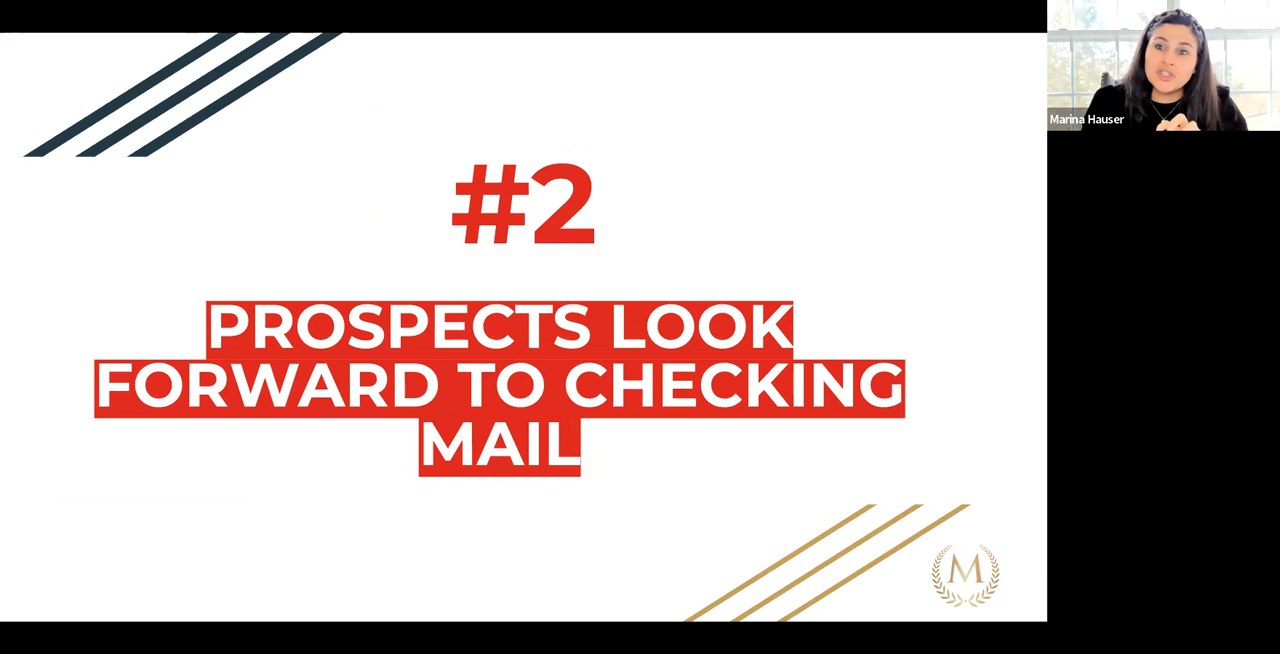 #2
PROSPECTS LOOK
FORWARD TO CHECKING
MAIL
M
Marina Hauser